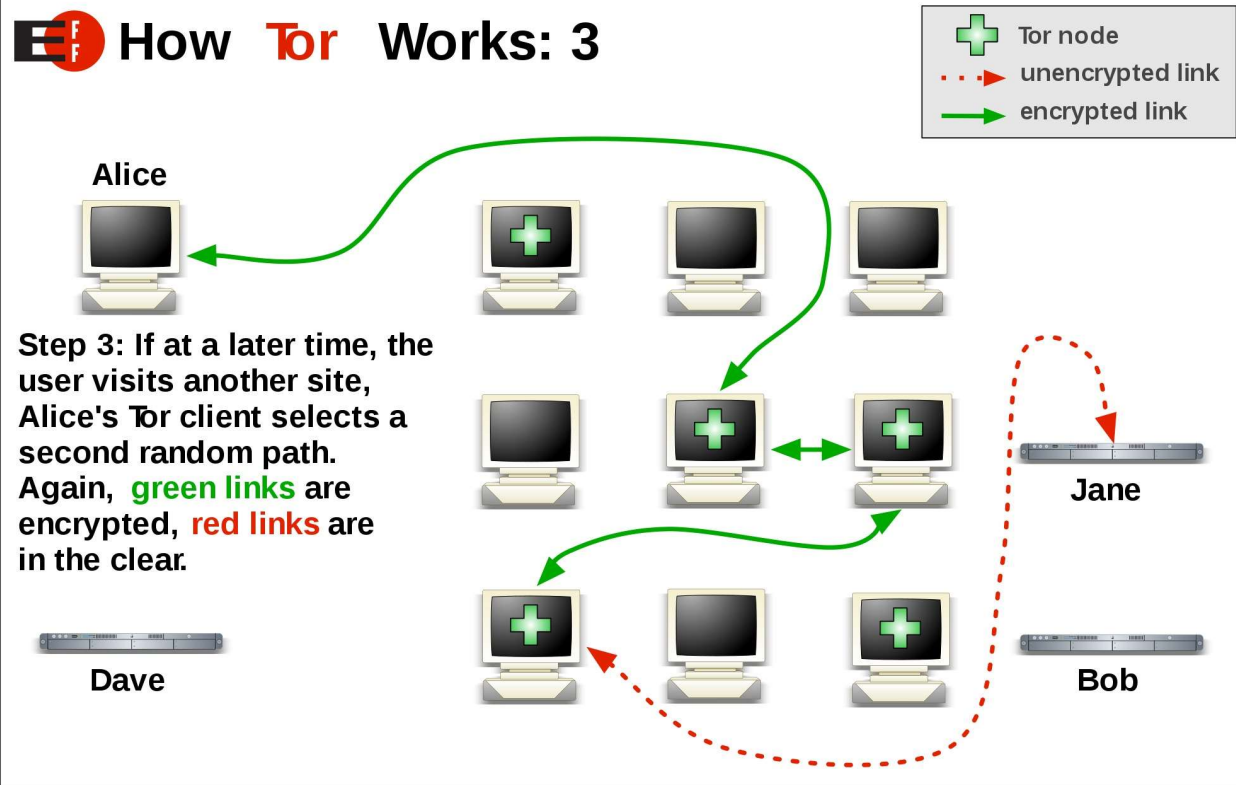 EFF How Tor Works: 3
Tor node
unencrypted link
encrypted link
Alice
Step 3: If at a later time, the
user visits another site,
Alice's Tor client selects a
second random path.
Again, green links are
encrypted, red links are
in the clear.
Jane
Dave
Bob